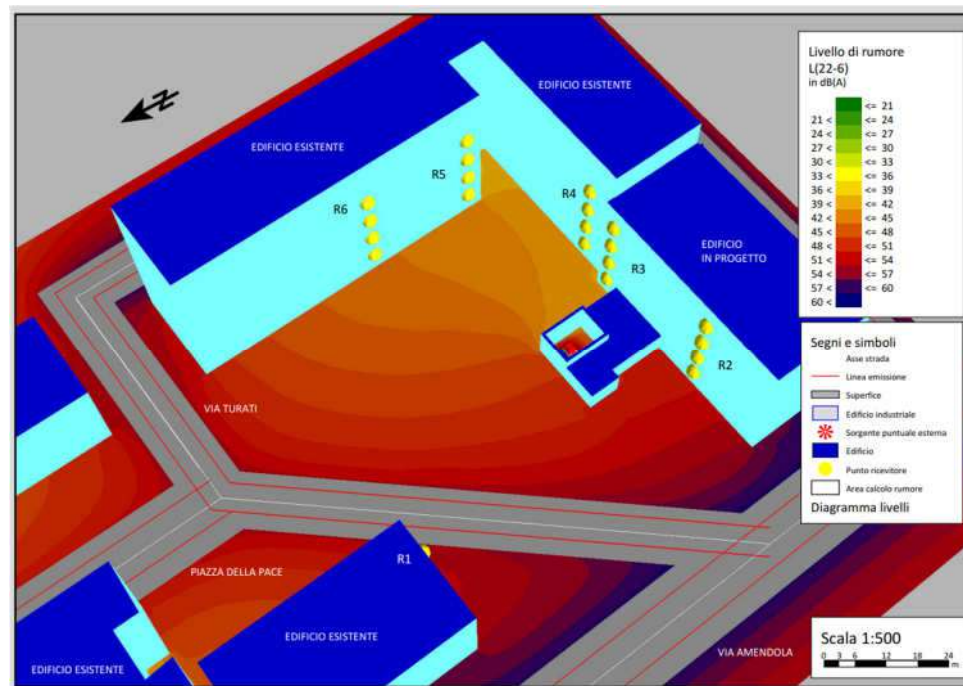 Livello di rumore
L(22-6)
in dB(A)
<= 21
21 < <= 24
24 < <= 27
27 < <= 30
30 < <= 33
33 < <= 36
36 < <= 39
39 < <= 42
42 < <= 45
45 < <= 48
48 < <= 51
51 < <= 54
54 < <= 57
57 < <= 60
60 <
Segni e simboli
Asse strada
Linea emissione
Superfice
Edificio industriale
Sorgente puntuale esterna
Edificio
Punto ricevitore
Area calcolo rumore
Diagramma livelli
Scala 1:500
0 3 6 12 18 24
m
N
EDIFICIO ESISTENTE
EDIFICIO ESISTENTE
R5
R6
R4
R3
EDIFICIO
IN PROGETTO
R2
VIA TURATI
R1
PIAZZA DELLA PACE
EDIFICIO ESISTENTE
EDIFICIO ESISTENTE
VIA AMENDOLA